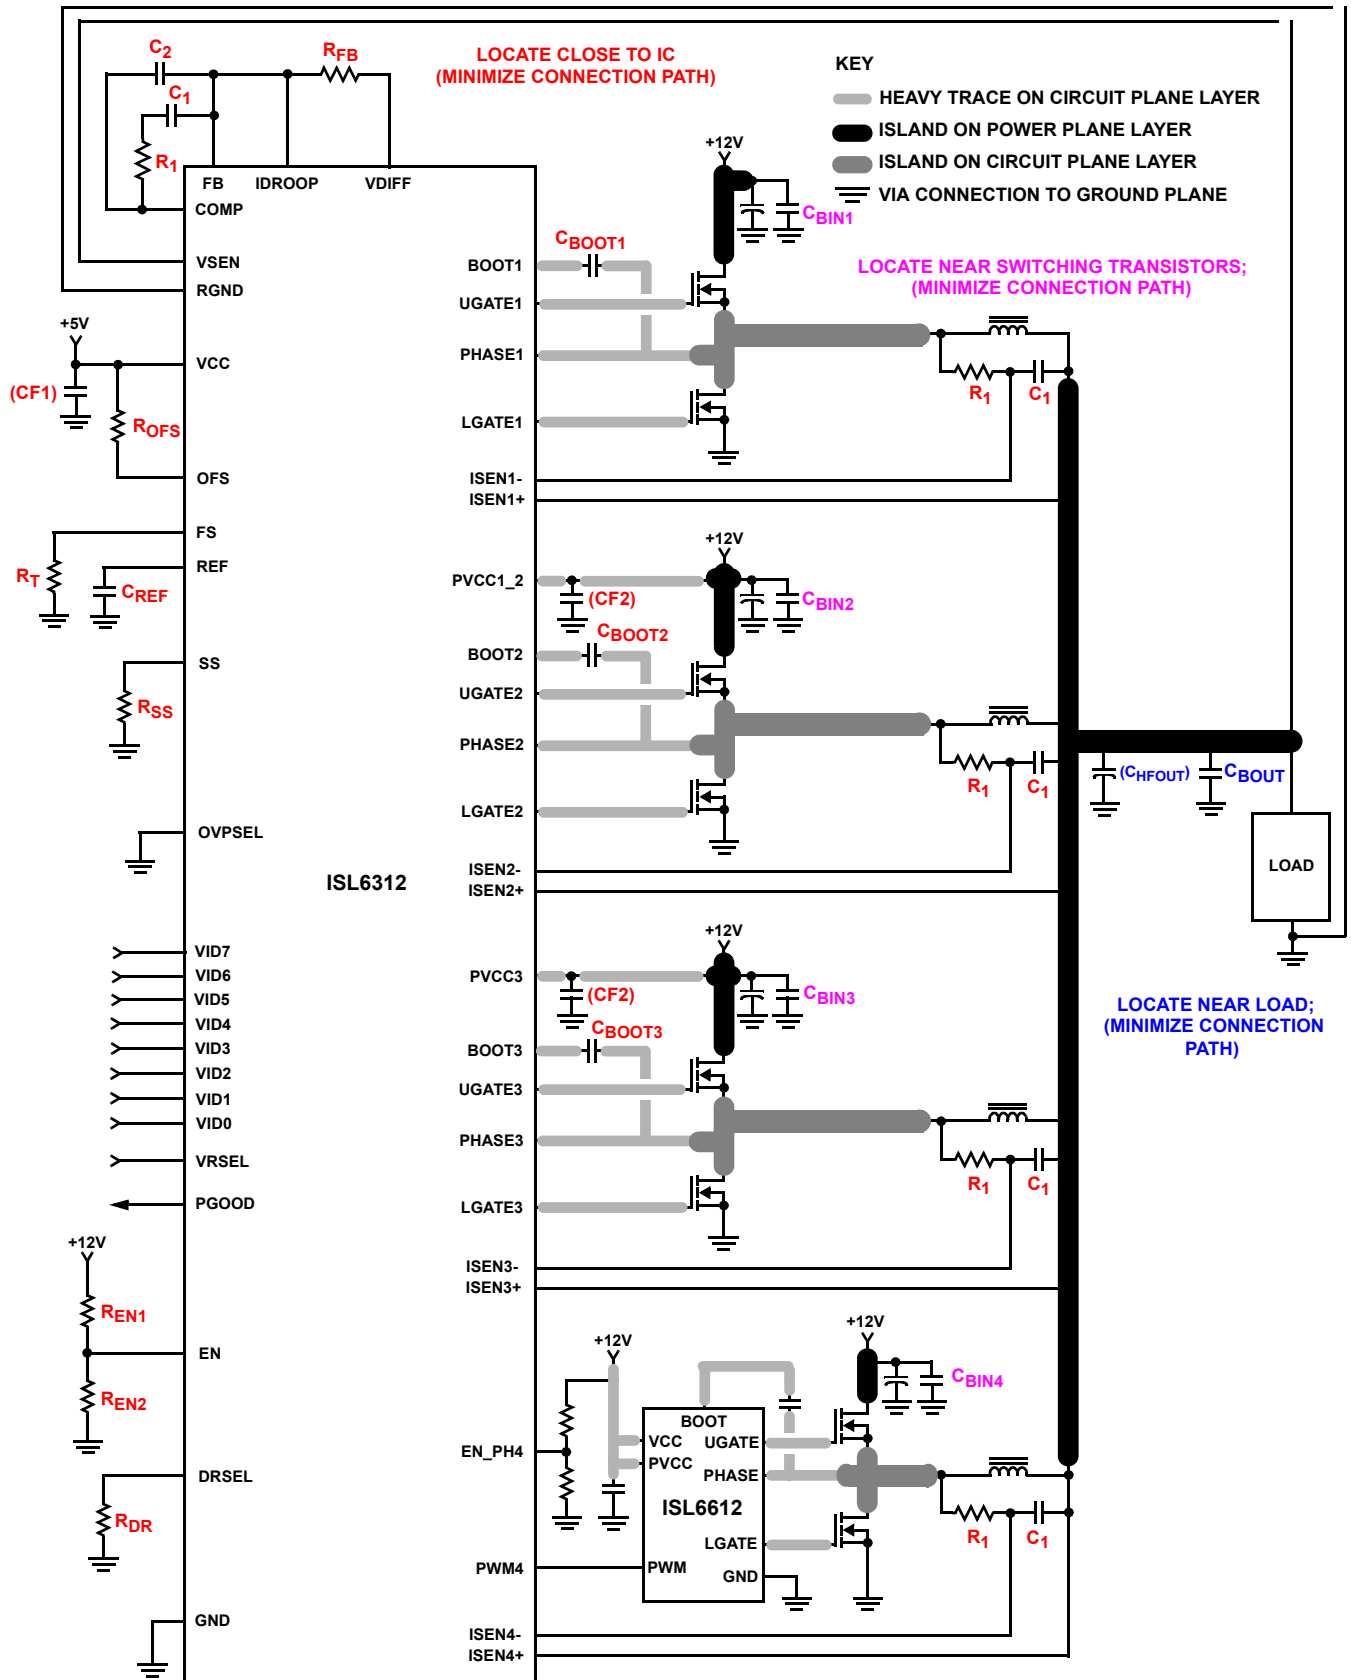 C2
RFB
LOCATE CLOSE TO IC
(MINIMIZE CONNECTION PATH)
KEY
HEAVY TRACE ON CIRCUIT PLANE LAYER
ISLAND ON POWER PLANE LAYER
ISLAND ON CIRCUIT PLANE LAYER
VIA CONNECTION TO GROUND PLANE
C1
R1
FB
IDROOP
VDIFF
COMP
VSEN
RGND
+5V
VCC
(CF1)
ROFS
OFS
FS
REF
RT
CREF
SS
RSS
OVPSEL
ISL6312
VID7
VID6
VID5
VID4
VID3
VID2
VID1
VID0
VRSEL
PGOOD
+12V
REN1
EN
REN2
DRSEL
RDR
GND
+12V
CBIN1
CBOOT1
BOOT1
LOCATE NEAR SWITCHING TRANSISTORS;
(MINIMIZE CONNECTION PATH)
UGATE1
PHASE1
R1
C1
LGATE1
ISEN1-
ISEN1+
+12V
PVCC1_2
(CF2)
CBIN2
CBOOT2
BOOT2
UGATE2
PHASE2
R1
C1
LGATE2
ISEN2-
ISEN2+
(CHFOUT)
CBOUT
LOAD
+12V
PVCC3
(CF2)
CBIN3
CBOOT3
BOOT3
LOCATE NEAR LOAD;
(MINIMIZE CONNECTION
PATH)
UGATE3
PHASE3
R1
C1
LGATE3
ISEN3-
ISEN3+
+12V
+12V
CBIN4
BOOT
VCC
UGATE
EN_PH4
PVCC
PHASE
ISL6612
R1
C1
LGATE
PWM4
PWM
GND
ISEN4-
ISEN4+